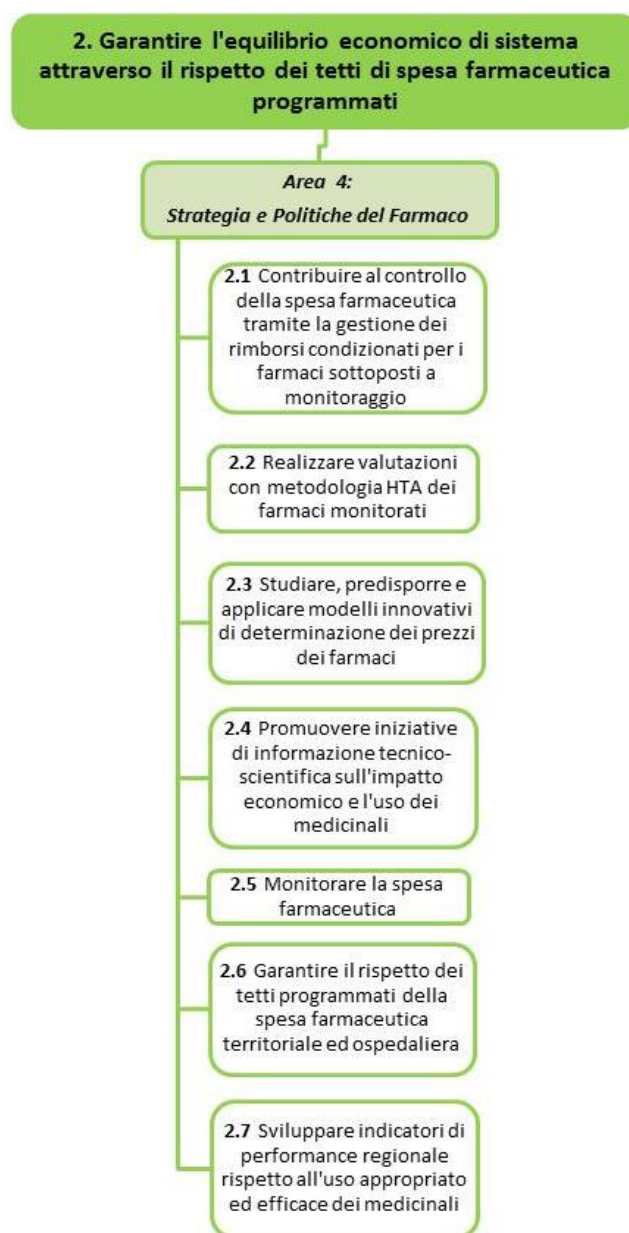 2. Garantire l'equilibrio economico di sistema
attraverso il rispetto dei tetti di spesa farmaceutica
programmati
Area 4:
Strategia e Politiche del Farmaco
2.1 Contribuire al controllo
della spesa farmaceutica
tramite la gestione dei
rimborsi condizionati per i
farmaci sottoposti a
monitoraggio
2.2 Realizzare valutazioni
con metodologia HTA dei
farmaci monitorati
2.3 Studiare, predisporre e
applicare modelli innovativi
di determinazione dei prezzi
dei farmaci
2.4 Promuovere iniziative
di informazione tecnico-
scientifica sull'impatto
economico e l'uso dei
medicinali
2.5 Monitorare la spesa
farmaceutica
2.6 Garantire il rispetto dei
tetti programmati della
spesa farmaceutica
territoriale ed ospedaliera
2.7 Sviluppare indicatori di
performance regionale
rispetto all'uso appropriato
ed efficace dei medicinali